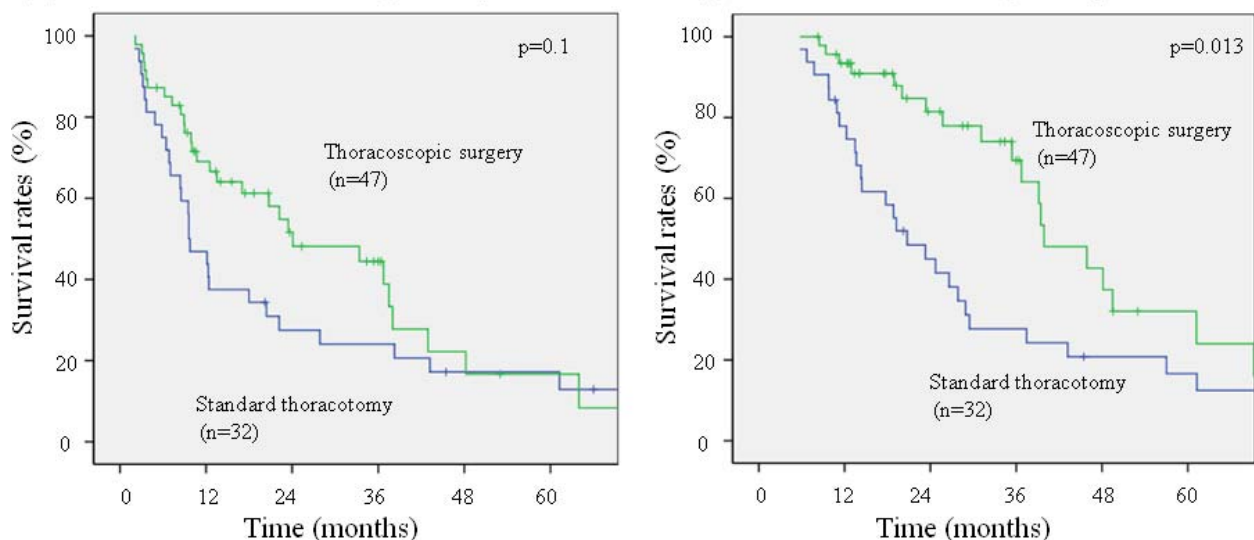 p=0.1
Thoracoscopic surgery
(n=47)
Standard thoracotomy
(n=32)
Survival rates (%)
100
80
60
40
20
0
0 12 24 36 48 60
Time (months)
p=0.013
Thoracoscopic surgery
(n=47)
Standard thoracotomy
(n=32)
Survival rates (%)
100
80
60
40
20
0
0 12 24 36 48 60
Time (months)